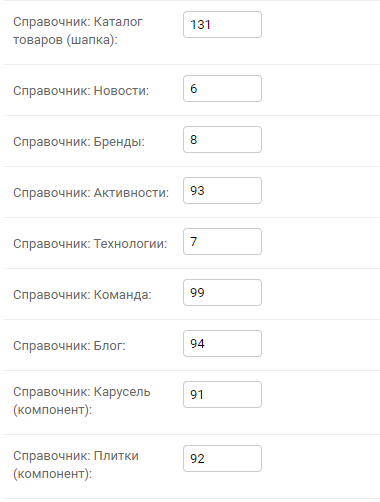 Справочник: Каталог
товаров (шапка):
131
Справочник: Новости:
6
Справочник: Бренды:
8
Справочник: Активности:
93
Справочник: Технологии:
7
Справочник: Команда:
99
Справочник: Блог:
94
Справочник: Карусель
(компонент):
91
Справочник: Плитки
(компонент):
92